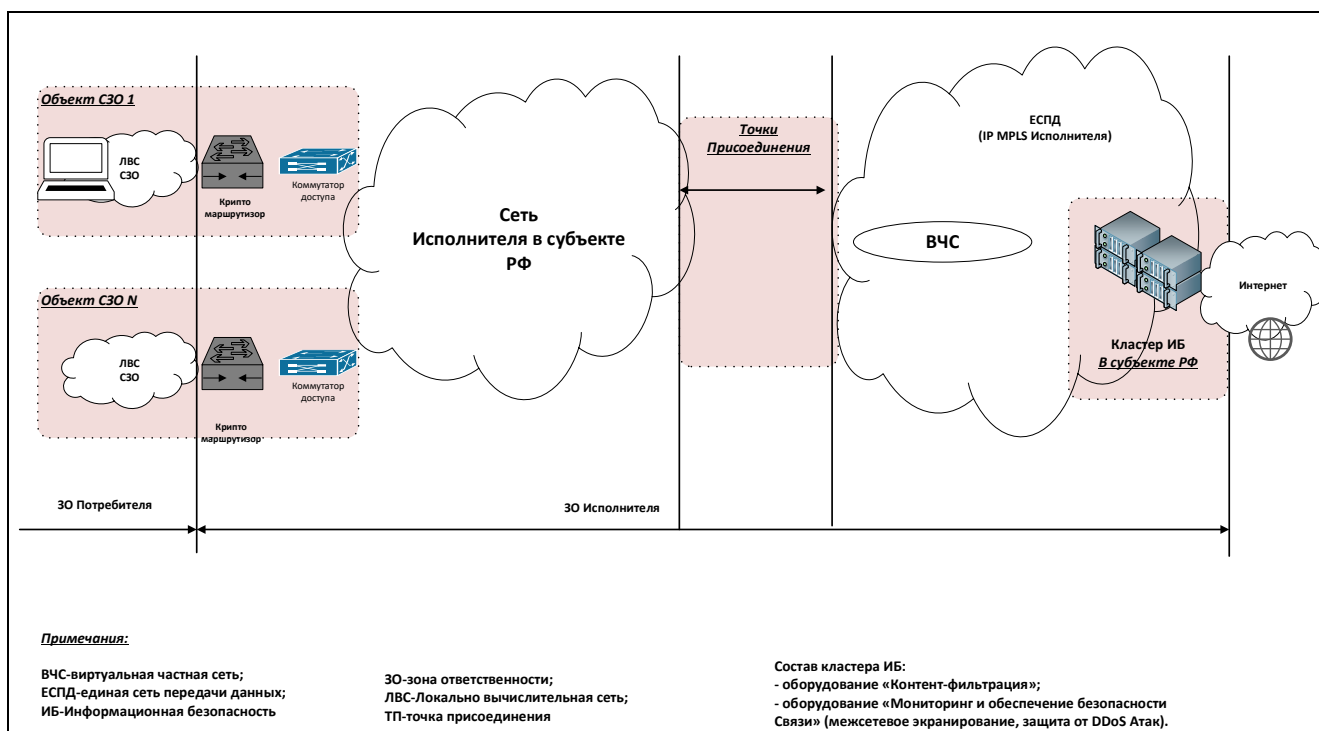 Объект СЗО 1
ЛВС
СЗО
Крипто
маршрутизор
Коммутатор
доступа
Объект СЗО N
ЛВС
СЗО
Крипто
маршрутизор
Коммутатор
доступа
Сеть
Исполнителя в субъекте
РФ
Точки
Присоединения
ЕСПД
(IP MPLS Исполнителя)
ВЧС
Кластер ИБ
В субъекте РФ
Интернет
ЗО Потребителя
ЗО Исполнителя
Примечания:
ВЧС-виртуальная частная сеть;
ЕСПД-единая сеть передачи данных;
ИБ-Информационная безопасность
ЗО-зона ответственности;
ЛВС-Локально вычислительная сеть;
ТП-точка присоединения
Состав кластера ИБ:
- оборудование «Контент-фильтрация»;
- оборудование «Мониторинг и обеспечение безопасности
Связи» (межсетевое экранирование, защита от DDoS Атак).